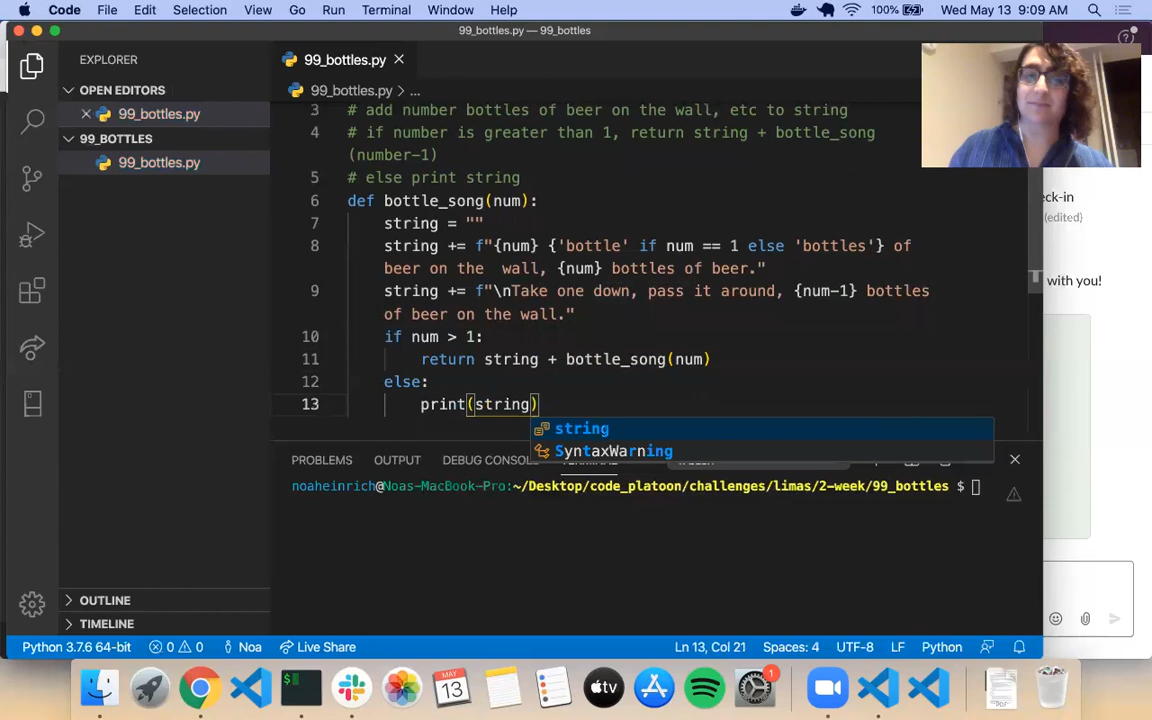 Code File Edit Selection View Go Run Terminal Window Help 100% Wed May 13 9:09 AM
99_bottles.py — 99_bottles
EXPLORER
OPEN EDITORS
99_bottles.py
99_BOTTLES
99_bottles.py
OUTLINE
TIMELINE
99_bottles.py
99_bottles.py > ...
3 # add number bottles of beer on the wall, etc to string
4 # if number is greater than 1, return string + bottle_song
(number-1)
5 # else print string
6 def bottle_song(num):
7 string = ""
8 string += f"{num} {'bottle' if num == 1 else 'bottles'} of
beer on the  wall, {num} bottles of beer."
9 string += f"\nTake one down, pass it around, {num-1} bottles
of beer on the wall."
10 if num > 1:
11 return string + bottle_song(num)
12 else:
13 print(string)
string
SyntaxWarning
PROBLEMS OUTPUT DEBUG CONSOLE
noaheinrich@Noas-MacBook-Pro:~/Desktop/code_platoon/challenges/limas/2-week/99_bottles $
eck-in
(edited)
with you!
Python 3.7.6 64-bit 0 0 Noa Live Share Ln 13, Col 21 Spaces: 4 UTF-8 LF Python
MAY
13
tv
1